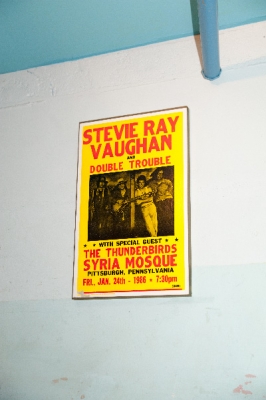 STEVIE RAY
VAUGHAN
AND
DOUBLE TROUBLE
★ WITH SPECIAL GUEST ★
THE THUNDERBIRDS
SYRIA MOSQUE
PITTSBURGH, PENNSYLVANIA
FRI., JAN. 24th - 1986 • 7:30pm